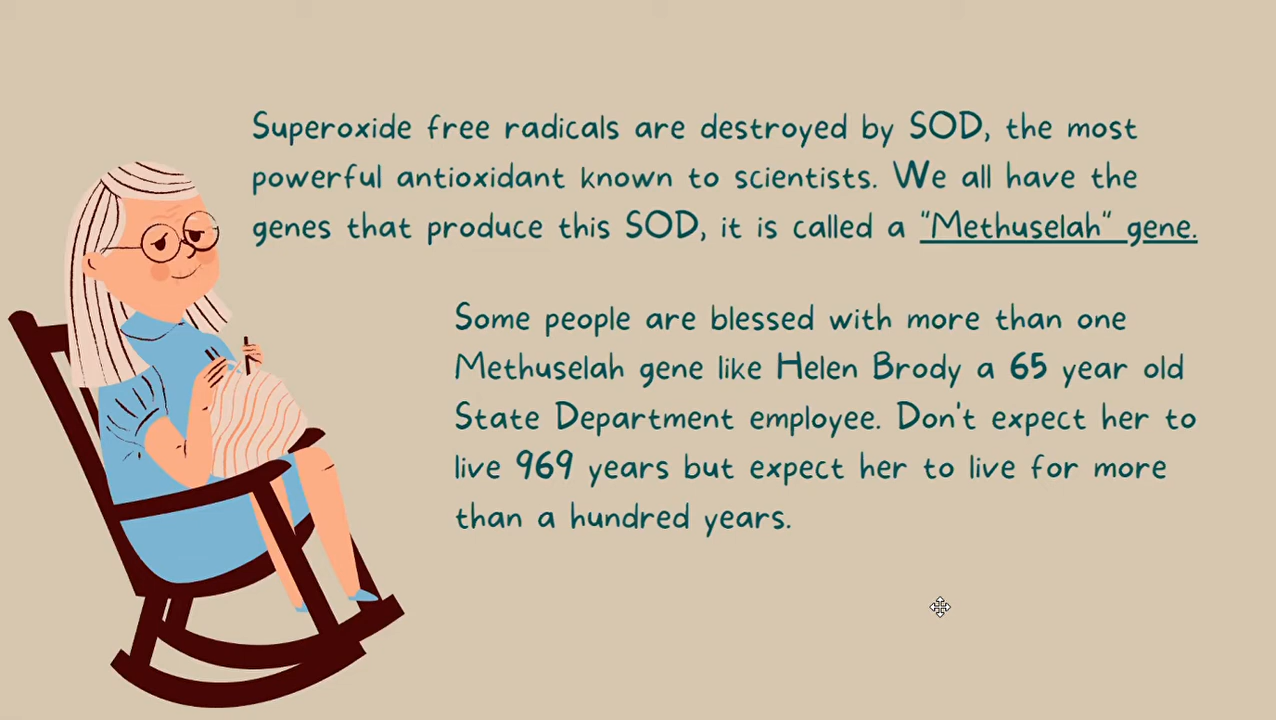 Superoxide free radicals are destroyed by SOD, the most
powerful antioxidant known to scientists. We all have the
genes that produce this SOD, it is called a "Methuselah" gene.
Some people are blessed with more than one
Methuselah gene like Helen Brody a 65 year old
State Department employee. Don't expect her to
live 969 years but expect her to live for more
than a hundred years.